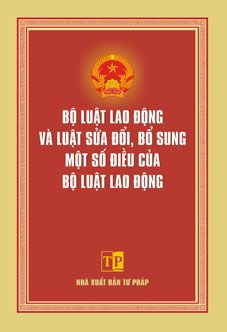 BỘ LUẬT LAO ĐỘNG
VÀ LUẬT SỬA ĐỔI, BỔ SUNG
MỘT SỐ ĐIỀU CỦA
BỘ LUẬT LAO ĐỘNG
TP
NHÀ XUẤT BẢN TƯ PHÁP